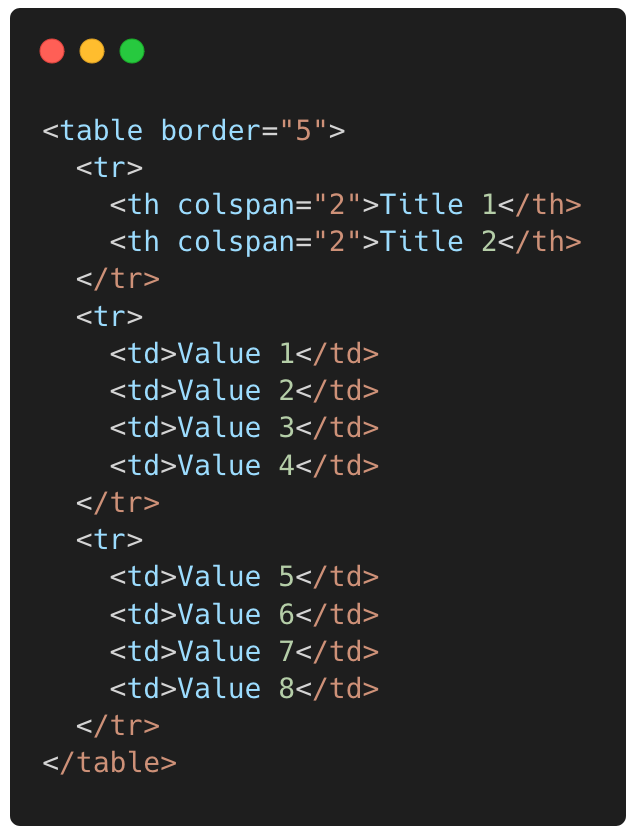 <table border="5">
<tr>
<th colspan="2">Title 1</th>
<th colspan="2">Title 2</th>
</tr>
<tr>
<td>Value 1</td>
<td>Value 2</td>
<td>Value 3</td>
<td>Value 4</td>
</tr>
<tr>
<td>Value 5</td>
<td>Value 6</td>
<td>Value 7</td>
<td>Value 8</td>
</tr>
</table>